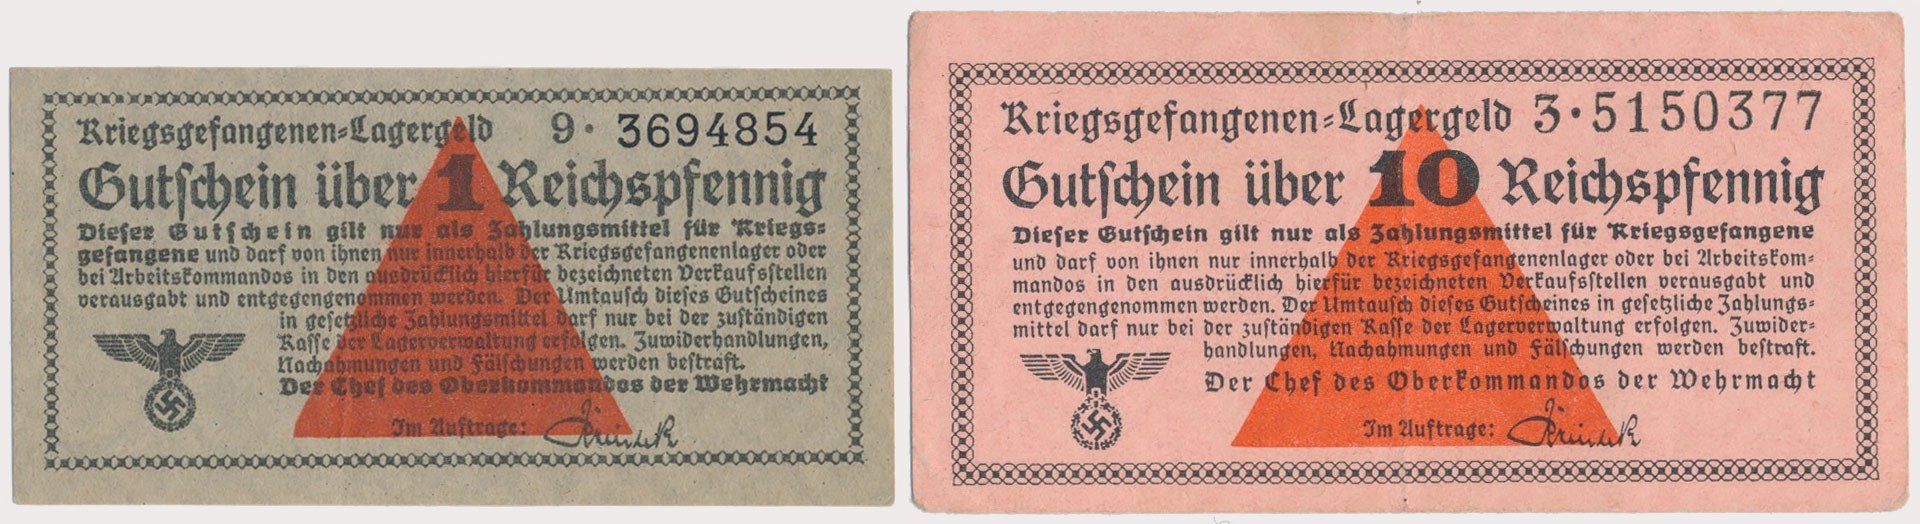 Kriegsgefangenen-Lagergeld 9· 3694854
Gutschein über 1 Reichspfennig
Dieser Gutschein gilt nur als Zahlungsmittel für Kriegs-
gefangene und darf von ihnen nur innerhalb der Kriegsgefangenenlager oder
bei Arbeitskommandos in den ausdrücklich hierfür bezeichneten Verkaufsstellen
verausgabt und entgegengenommen werden. Der Umtausch dieses Gutscheines
in gesetzliche Zahlungsmittel darf nur bei der zuständigen
Kasse der Lagerverwaltung erfolgen. Zuwiderhandlungen,
Nachahmungen und Fälschungen werden bestraft.
Der Chef des Oberkommandos der Wehrmacht
Im Auftrage:
Kriegsgefangenen-Lagergeld 3·5150377
Gutschein über 10 Reichspfennig
Dieser Gutschein gilt nur als Zahlungsmittel für Kriegsgefangene
und darf von ihnen nur innerhalb der Kriegsgefangenenlager oder bei Arbeitskom-
mandos in den ausdrücklich hierfür bezeichneten Verkaufsstellen verausgabt und
entgegengenommen werden. Der Umtausch dieses Gutscheines in gesetzliche Zahlungs-
mittel darf nur bei der zuständigen Kasse der Lagerverwaltung erfolgen. Zuwider-
handlungen, Nachahmungen und Fälschungen werden bestraft.
Der Chef des Oberkommandos der Wehrmacht
Im Auftrage: